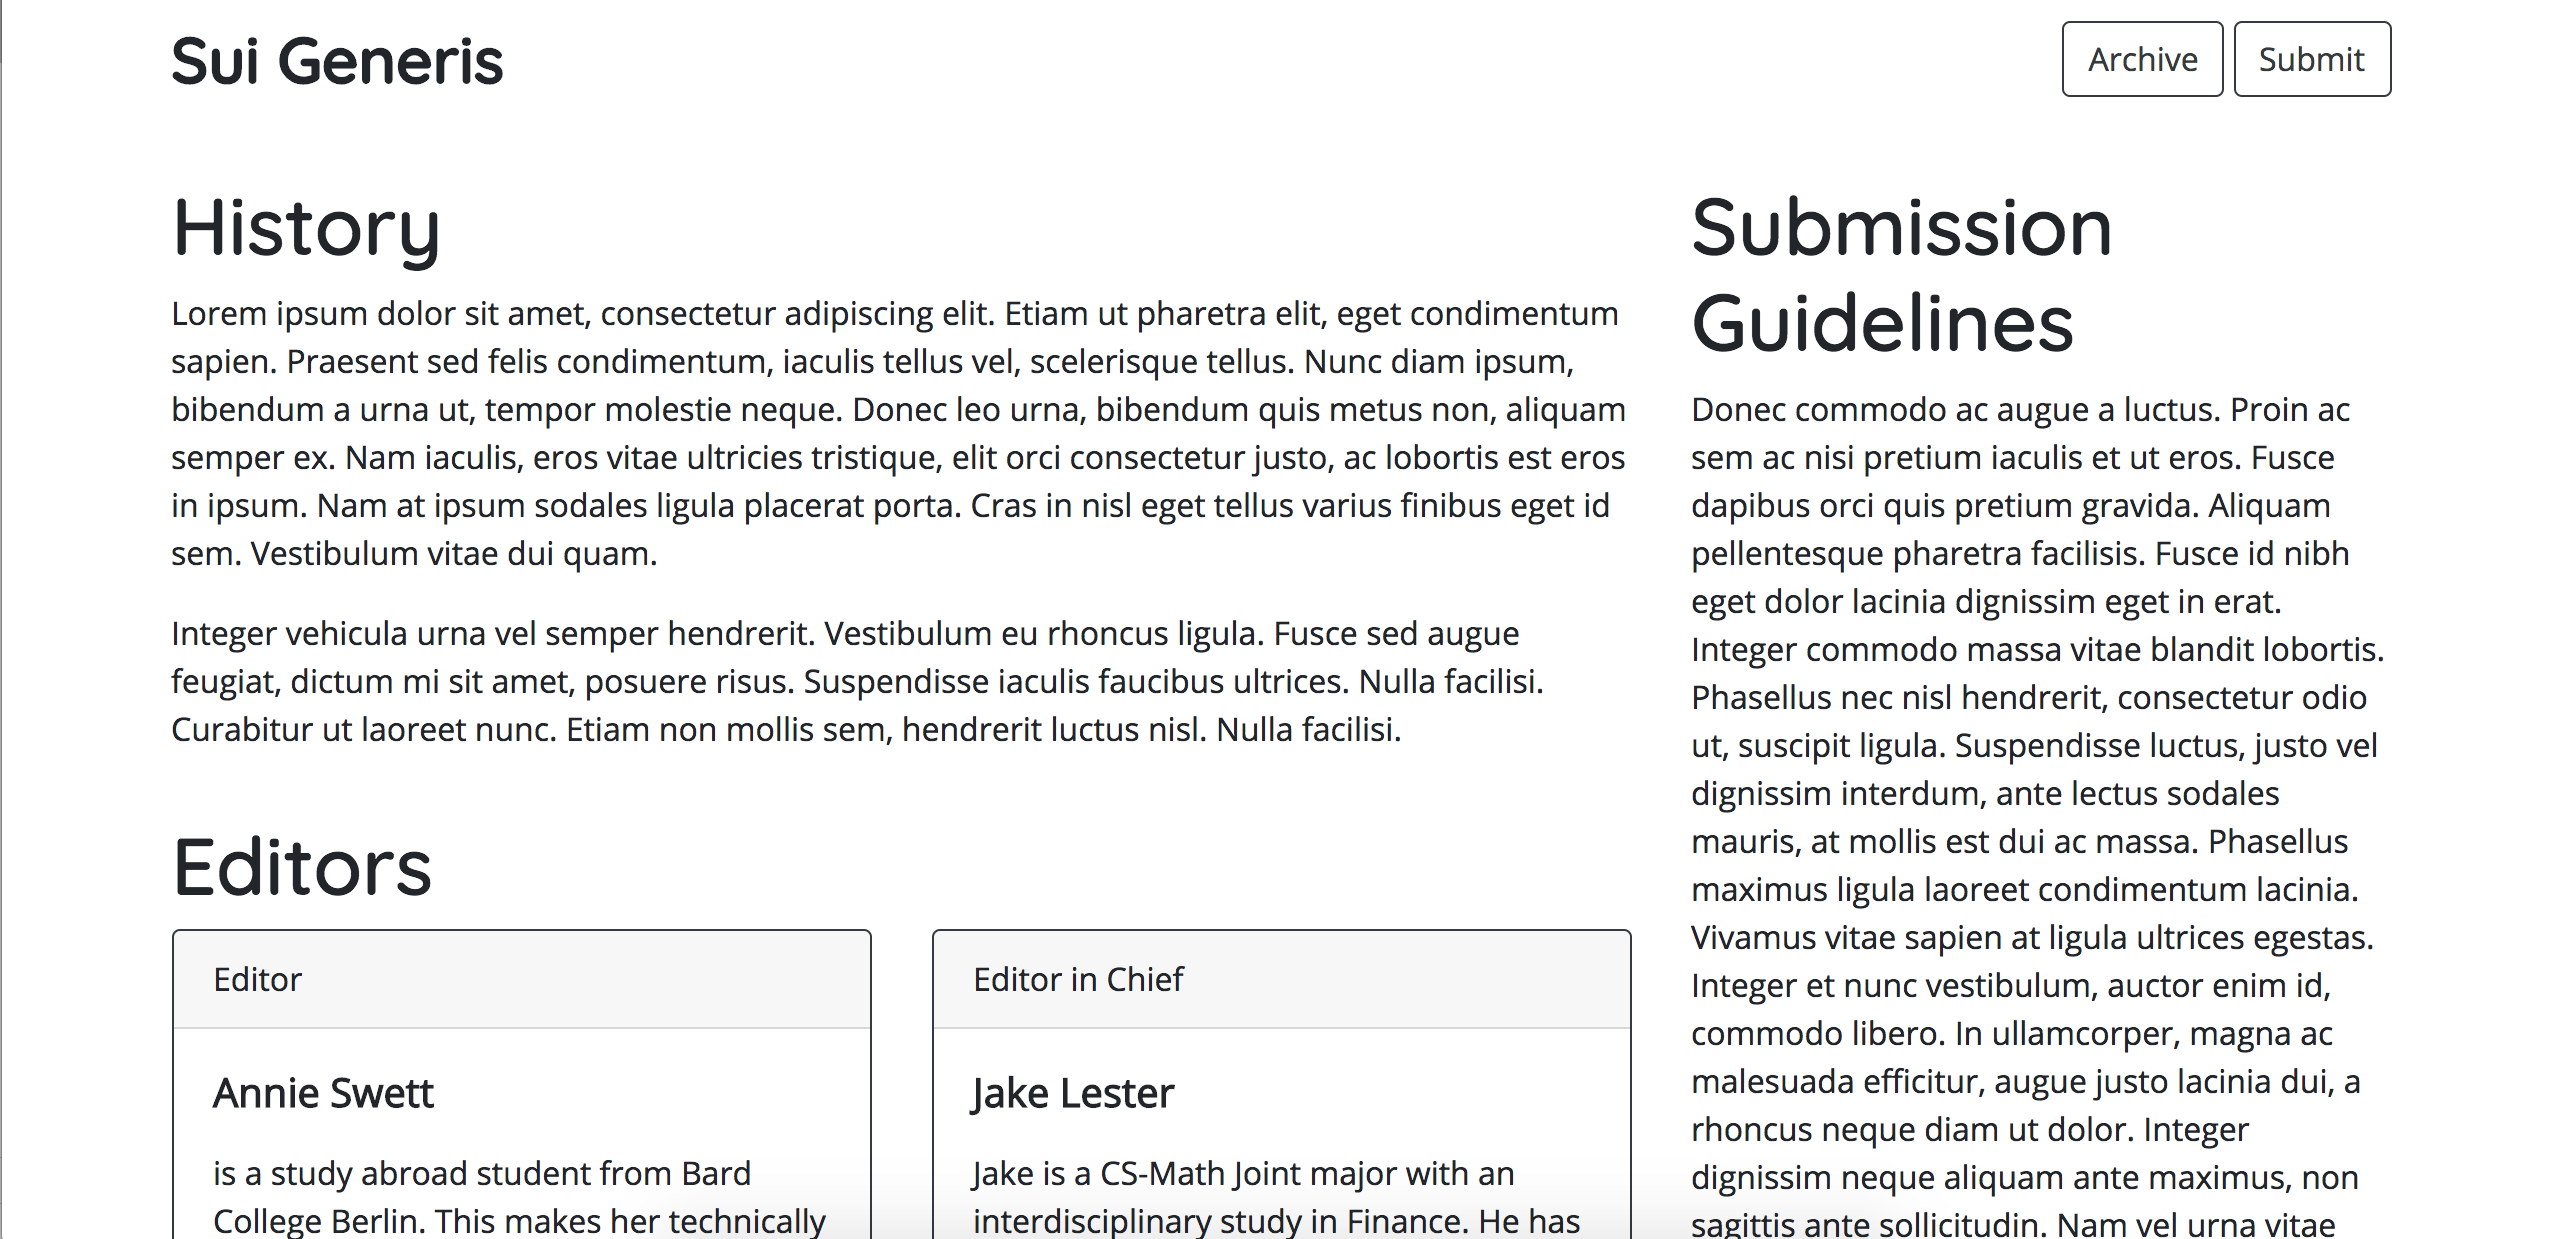 Sui Generis
Archive
Submit
History
Lorem ipsum dolor sit amet, consectetur adipiscing elit. Etiam ut pharetra elit, eget condimentum
sapien. Praesent sed felis condimentum, iaculis tellus vel, scelerisque tellus. Nunc diam ipsum,
bibendum a urna ut, tempor molestie neque. Donec leo urna, bibendum quis metus non, aliquam
semper ex. Nam iaculis, eros vitae ultricies tristique, elit orci consectetur justo, ac lobortis est eros
in ipsum. Nam at ipsum sodales ligula placerat porta. Cras in nisl eget tellus varius finibus eget id
sem. Vestibulum vitae dui quam.
Integer vehicula urna vel semper hendrerit. Vestibulum eu rhoncus ligula. Fusce sed augue
feugiat, dictum mi sit amet, posuere risus. Suspendisse iaculis faucibus ultrices. Nulla facilisi.
Curabitur ut laoreet nunc. Etiam non mollis sem, hendrerit luctus nisl. Nulla facilisi.
Editors
Editor
Annie Swett
is a study abroad student from Bard
College Berlin. This makes her technically
Editor in Chief
Jake Lester
Jake is a CS-Math Joint major with an
interdisciplinary study in Finance. He has
Submission
Guidelines
Donec commodo ac augue a luctus. Proin ac
sem ac nisi pretium iaculis et ut eros. Fusce
dapibus orci quis pretium gravida. Aliquam
pellentesque pharetra facilisis. Fusce id nibh
eget dolor lacinia dignissim eget in erat.
Integer commodo massa vitae blandit lobortis.
Phasellus nec nisl hendrerit, consectetur odio
ut, suscipit ligula. Suspendisse luctus, justo vel
dignissim interdum, ante lectus sodales
mauris, at mollis est dui ac massa. Phasellus
maximus ligula laoreet condimentum lacinia.
Vivamus vitae sapien at ligula ultrices egestas.
Integer et nunc vestibulum, auctor enim id,
commodo libero. In ullamcorper, magna ac
malesuada efficitur, augue justo lacinia dui, a
rhoncus neque diam ut dolor. Integer
dignissim neque aliquam ante maximus, non
sagittis ante sollicitudin. Nam vel urna vitae